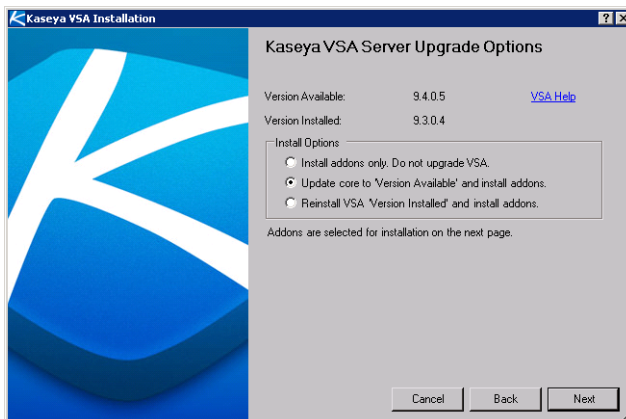 Kaseya VSA Installation
Kaseya VSA Server Upgrade Options
Version Available: 9.4.0.5 VSA Help
Version Installed: 9.3.0.4
Install Options
Install addons only. Do not upgrade VSA.
Update core to 'Version Available' and install addons.
Reinstall VSA 'Version Installed' and install addons.
Addons are selected for installation on the next page.
Cancel Back Next